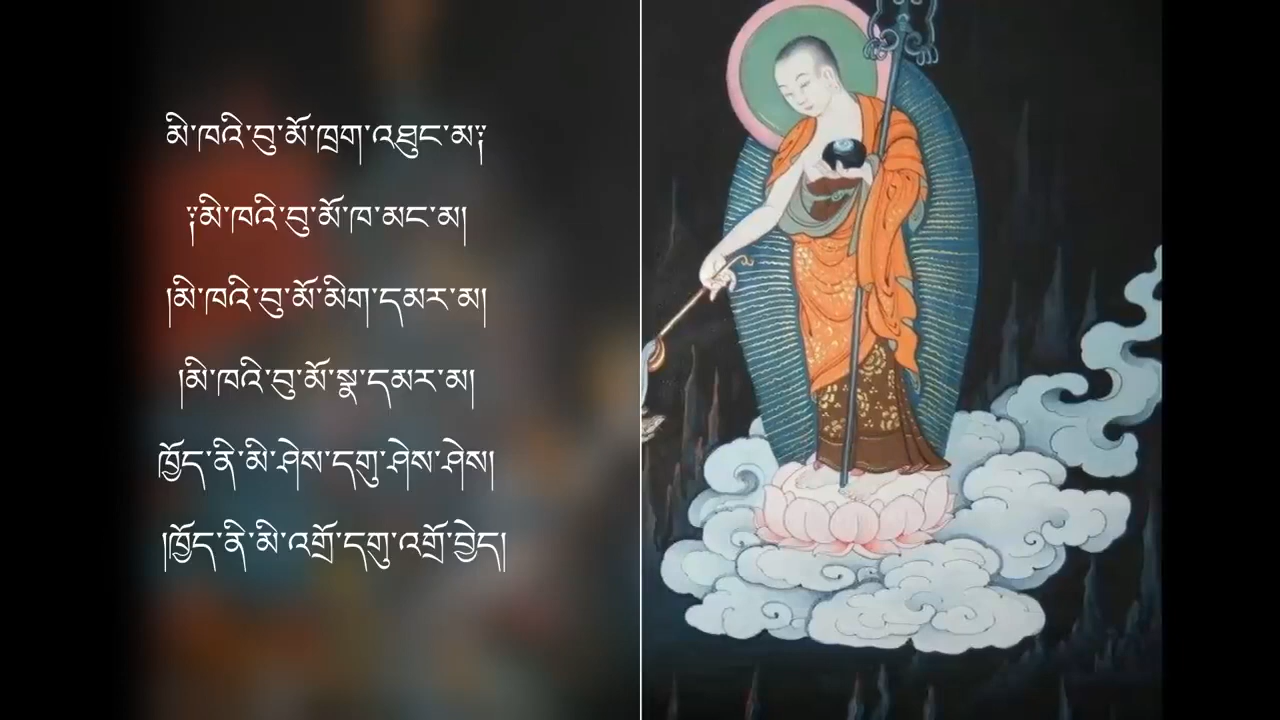 མི་ཁའི་བུ་མོ་ཁྲག་འཐུང་མ༔
༔མི་ཁའི་བུ་མོ་ཁ་མང་མ།
།མི་ཁའི་བུ་མོ་མིག་དམར་མ།
།མི་ཁའི་བུ་མོ་སྣ་དམར་མ།
ཁྱོད་ནི་མི་ཤེས་དགུ་ཤེས་ཤེས།
།ཁྱོད་ནི་མི་འགྲོ་དགུ་འགྲོ་བྱེད།